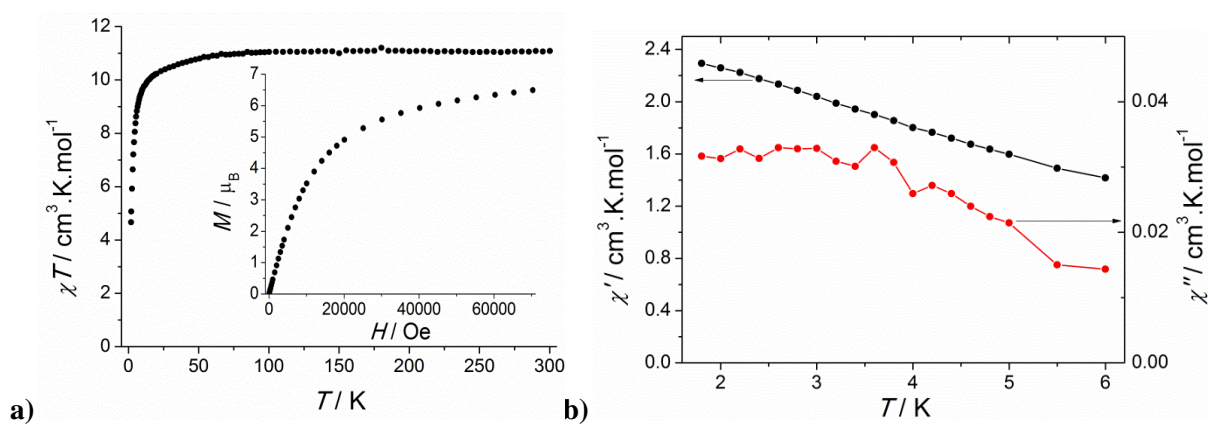 12
10
8
6
4
2
0
χT / cm³.K.mol⁻¹
0 50 100 150 200 250 300
T / K
7
6
5
4
3
2
1
0
M / μB
0 20000 40000 60000
H / Oe
a)
2.4
2.0
1.6
1.2
0.8
0.4
0.0
χ' / cm³.K.mol⁻¹
2 3 4 5 6
T / K
0.04
0.02
0.00
χ'' / cm³.K.mol⁻¹
b)